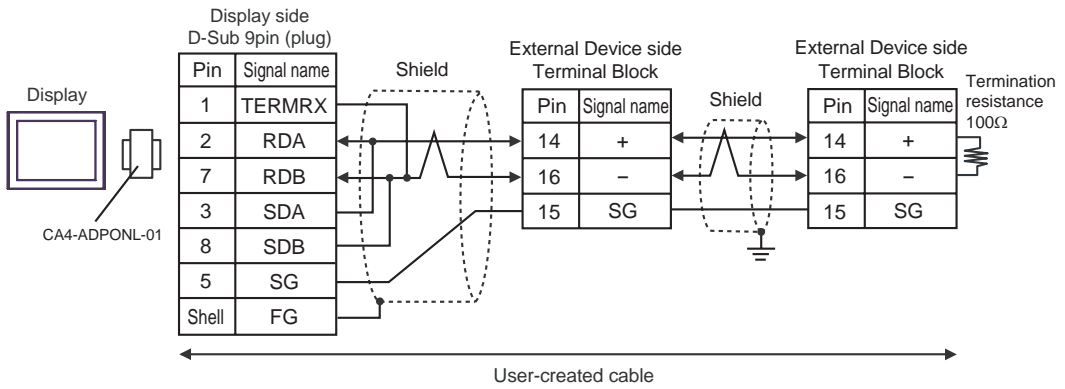 Display
CA4-ADPONL-01
Display side
D-Sub 9pin (plug)
Pin Signal name
1 TERMRX
2 RDA
7 RDB
3 SDA
8 SDB
5 SG
Shell FG
Shield
External Device side
Terminal Block
Pin Signal name
14 +
16 –
15 SG
Shield
External Device side
Terminal Block
Pin Signal name
14 +
16 –
15 SG
Termination
resistance
100Ω
User-created cable